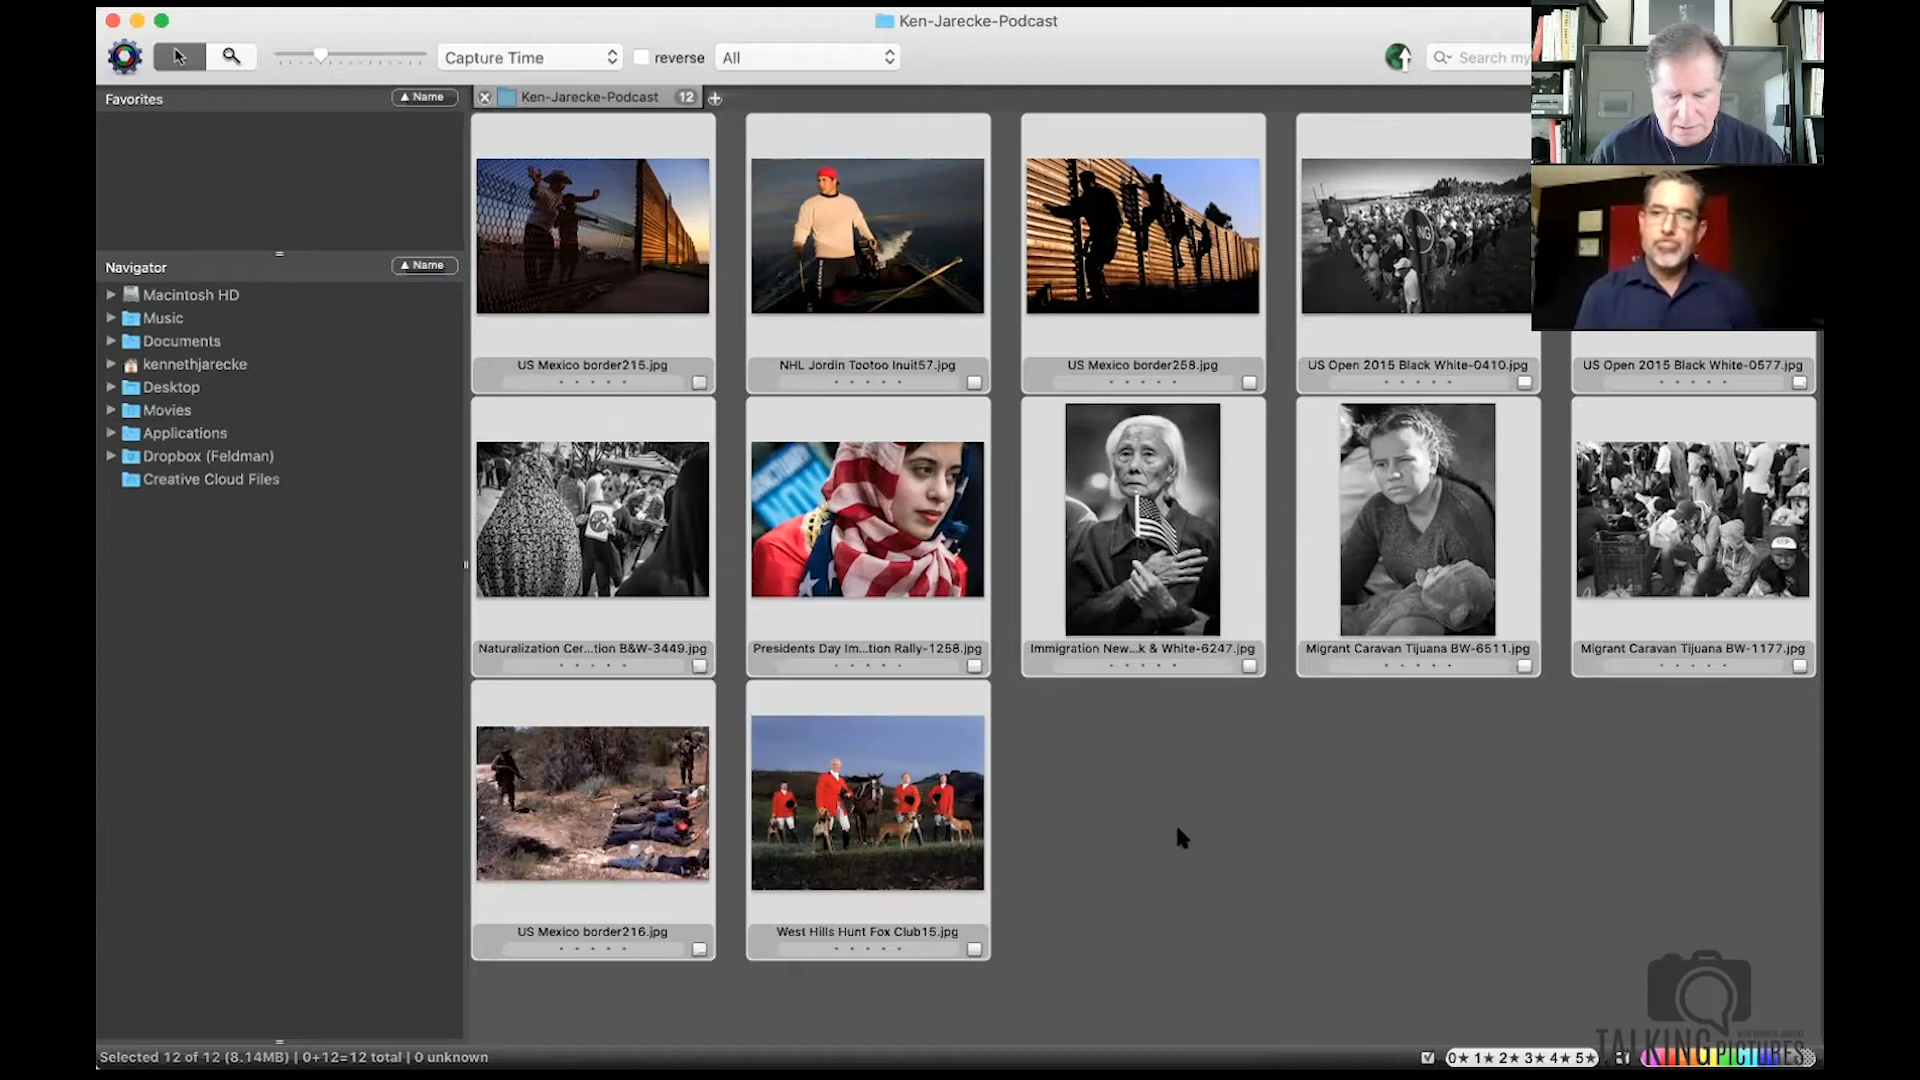 Ken-Jarecke-Podcast
Capture Time
reverse
All
Search my
Favorites
▲ Name
Ken-Jarecke-Podcast 12
Navigator
▲ Name
Macintosh HD
Music
Documents
kennethjarecke
Desktop
Movies
Applications
Dropbox (Feldman)
Creative Cloud Files
US Mexico border215.jpg
NHL Jordin Tootoo Inuit57.jpg
US Mexico border258.jpg
US Open 2015 Black White-0410.jpg
US Open 2015 Black White-0577.jpg
Naturalization Cer...tion B&W-3449.jpg
Presidents Day Im...tion Rally-1258.jpg
Immigration New...k & White-6247.jpg
Migrant Caravan Tijuana BW-6511.jpg
Migrant Caravan Tijuana BW-1177.jpg
US Mexico border216.jpg
West Hills Hunt Fox Club15.jpg
Selected 12 of 12 (8.14MB) | 0+12=12 total | 0 unknown
0★ 1★ 2★ 3★ 4★ 5★
TALKING PICTURES